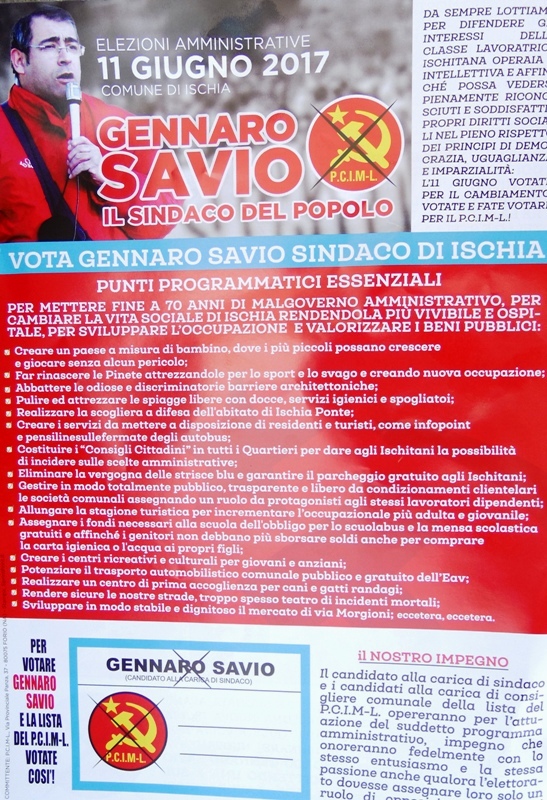 ELEZIONI AMMINISTRATIVE
11 GIUGNO 2017
COMUNE DI ISCHIA
GENNARO
SAVIO
IL SINDACO DEL POPOLO
P.C.I.M-L.
DA SEMPRE LOTTIAM
PER DIFENDERE G
INTERESSI DELL
CLASSE LAVORATRIC
ISCHITANA OPERAIA
INTELLETTIVA E AFFIN
CHÉ POSSA VEDERS
PIENAMENTE RICONO
SCIUTI E SODDISFATT
PROPRI DIRITTI SOCIA
LI NEL PIENO RISPETTO
DEI PRINCIPI DI DEMO
CRAZIA, UGUAGLIANZ
E IMPARZIALITÀ:
L'11 GIUGNO VOTAT
PER IL CAMBIAMENTO
VOTATE E FATE VOTAR
PER IL P.C.I.M-L.!
VOTA GENNARO SAVIO SINDACO DI ISCHIA
PUNTI PROGRAMMATICI ESSENZIALI
PER METTERE FINE A 70 ANNI DI MALGOVERNO AMMINISTRATIVO, PER
CAMBIARE LA VITA SOCIALE DI ISCHIA RENDENDOLA PIÙ VIVIBILE E OSPI-
TALE, PER SVILUPPARE L'OCCUPAZIONE E VALORIZZARE I BENI PUBBLICI:
Creare un paese a misura di bambino, dove i più piccoli possano crescere
e giocare senza alcun pericolo;
Far rinascere le Pinete attrezzandole per lo sport e lo svago e creando nuova occupazione;
Abbattere le odiose e discriminatorie barriere architettoniche;
Pulire ed attrezzare le spiagge libere con docce, servizi igienici e spogliatoi;
Realizzare la scogliera a difesa dell'abitato di Ischia Ponte;
Creare i servizi da mettere a disposizione di residenti e turisti, come infopoint
e pensilinesullefermate degli autobus;
Costituire i "Consigli Cittadini" in tutti i Quartieri per dare agli Ischitani la possibilità
di incidere sulle scelte amministrative;
Eliminare la vergogna delle strisce blu e garantire il parcheggio gratuito agli Ischitani;
Gestire in modo totalmente pubblico, trasparente e libero da condizionamenti clientelari
le società comunali assegnando un ruolo da protagonisti agli stessi lavoratori dipendenti;
Allungare la stagione turistica per incrementare l'occupazionale più adulta e giovanile;
Assegnare i fondi necessari alla scuola dell'obbligo per lo scuolabus e la mensa scolastica
gratuiti e affinché i genitori non debbano più sborsare soldi anche per comprare
la carta igienica o l'acqua ai propri figli;
Creare i centri ricreativi e culturali per giovani e anziani;
Potenziare il trasporto automobilistico comunale pubblico e gratuito dell'Eav;
Realizzare un centro di prima accoglienza per cani e gatti randagi;
Rendere sicure le nostre strade, troppo spesso teatro di incidenti mortali;
Sviluppare in modo stabile e dignitoso il mercato di via Morgioni; eccetera, eccetera.
COMMITTENTE: P.C.I.M-L., Via Provinciale Panza, 37 - 80075 FORIO
PER
VOTARE
GENNARO
SAVIO
E LA LISTA
DEL P.C.I.M-L.
VOTATE
COSI'!
GENNARO SAVIO
(CANDIDATO ALLA CARICA DI SINDACO)
P.C.I.M-L.
il NOSTRO IMPEGNO
Il candidato alla carica di sindaco
e i candidati alla carica di consi-
gliere comunale della lista del
P.C.I.M-L. opereranno per l'attu-
azione del suddetto programma
amministrativo, impegno che
onoreranno fedelmente con lo
stesso entusiasmo e la stessa
passione anche qualora l'elettora-
to dovesse assegnare loro solo un
ruolo di